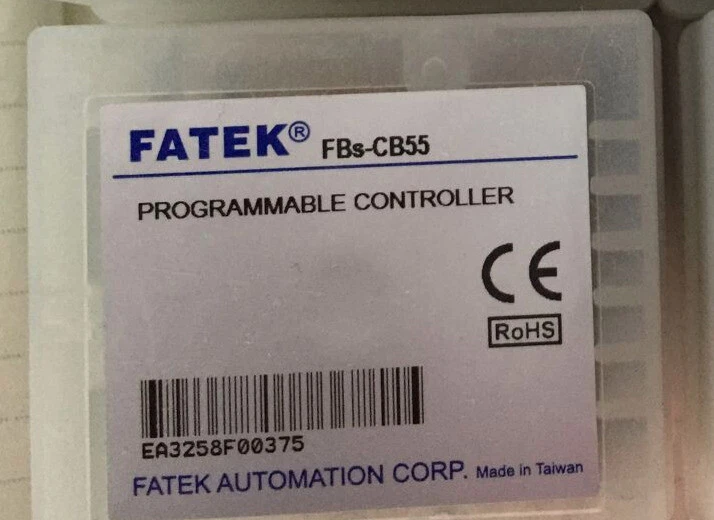 FATEK® FBs-CB55
PROGRAMMABLE CONTROLLER
CE
RoHS
EA3258F00375
FATEK AUTOMATION CORP. Made in Taiwan